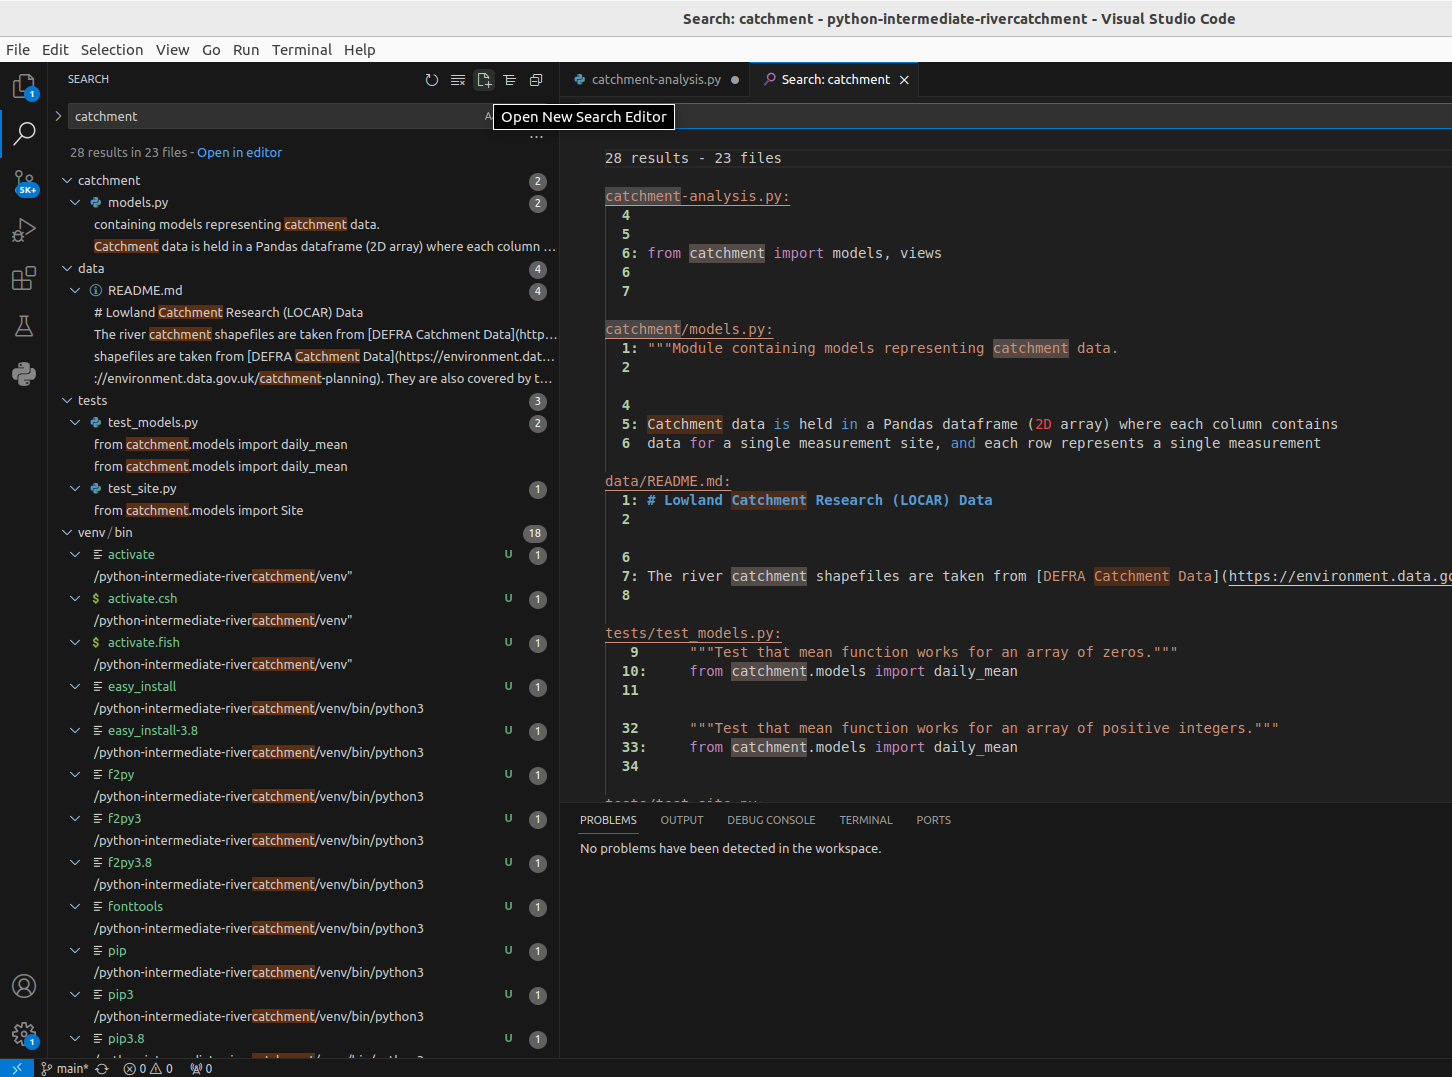 Search: catchment - python-intermediate-rivercatchment - Visual Studio Code
File Edit Selection View Go Run Terminal Help
SEARCH
catchment
Open New Search Editor
28 results in 23 files - Open in editor
catchment 2
models.py 2
containing models representing catchment data.
Catchment data is held in a Pandas dataframe (2D array) where each column ...
data 4
README.md 4
# Lowland Catchment Research (LOCAR) Data
The river catchment shapefiles are taken from [DEFRA Catchment Data](http...
shapefiles are taken from [DEFRA Catchment Data](https://environment.dat...
://environment.data.gov.uk/catchment-planning). They are also covered by t...
tests 3
test_models.py 2
from catchment.models import daily_mean
from catchment.models import daily_mean
test_site.py 1
from catchment.models import Site
venv/bin 18
activate U 1
/python-intermediate-rivercatchment/venv"
$ activate.csh U 1
/python-intermediate-rivercatchment/venv"
$ activate.fish U 1
/python-intermediate-rivercatchment/venv"
easy_install U 1
/python-intermediate-rivercatchment/venv/bin/python3
easy_install-3.8 U 1
/python-intermediate-rivercatchment/venv/bin/python3
f2py U 1
/python-intermediate-rivercatchment/venv/bin/python3
f2py3 U 1
/python-intermediate-rivercatchment/venv/bin/python3
f2py3.8 U 1
/python-intermediate-rivercatchment/venv/bin/python3
fonttools U 1
/python-intermediate-rivercatchment/venv/bin/python3
pip U 1
/python-intermediate-rivercatchment/venv/bin/python3
pip3 U 1
/python-intermediate-rivercatchment/venv/bin/python3
pip3.8 U 1
1
5K+
1
catchment-analysis.py
Search: catchment
28 results - 23 files
catchment-analysis.py:
4
5
6: from catchment import models, views
6
7
catchment/models.py:
1: """Module containing models representing catchment data.
2
4
5: Catchment data is held in a Pandas dataframe (2D array) where each column contains
6 data for a single measurement site, and each row represents a single measurement
data/README.md:
1: # Lowland Catchment Research (LOCAR) Data
2
6
7: The river catchment shapefiles are taken from [DEFRA Catchment Data](https://environment.data.go
8
tests/test_models.py:
9 """Test that mean function works for an array of zeros."""
10: from catchment.models import daily_mean
11
32 """Test that mean function works for an array of positive integers."""
33: from catchment.models import daily_mean
34
PROBLEMS OUTPUT DEBUG CONSOLE TERMINAL PORTS
No problems have been detected in the workspace.
main* 0 0 0